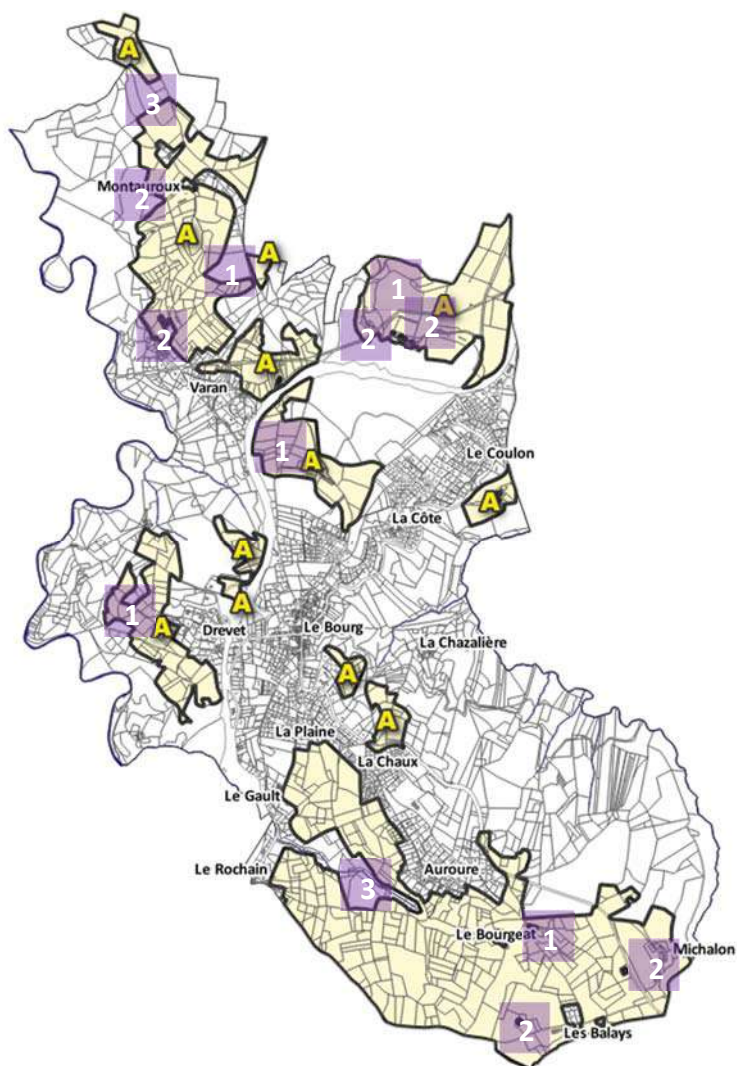 A
3
Montauroux
2
A
A
1
1
A
2
2
2
A
Varan
1
A
Le Coulon
A
La Côte
A
A
1
A
Drevet
Le Bourg
La Chazalière
A
A
La Plaine
La Chaux
Le Gault
Le Rochain
Auroure
3
Le Bourgeat
1
Michalon
2
2
Les Balays